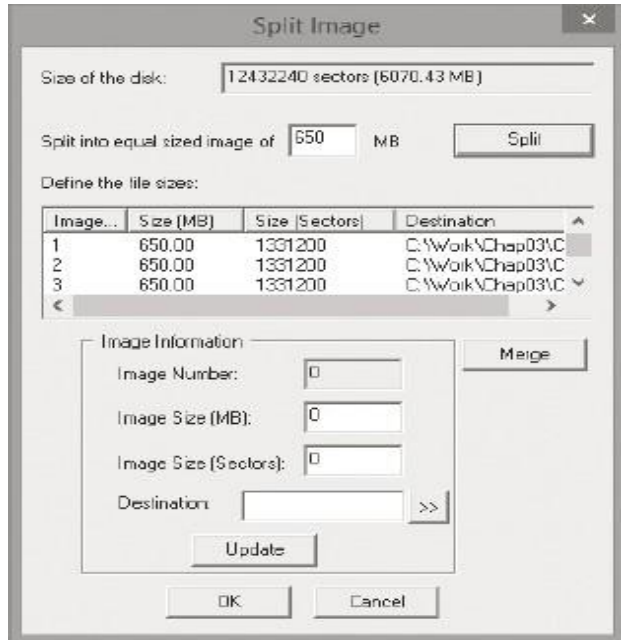 Split Image
Size of the disk: 12432240 sectors (6070.43 MB)
Split into equal sized image of 650 MB Split
Define the file sizes:
Image... Size (MB) Size (Sectors) Destination
1 650.00 1331200 C:\Work\Chap03\C
2 650.00 1331200 C:\Work\Chap03\C
3 650.00 1331200 C:\Work\Chap03\C
Image Information
Merge
Image Number: 0
Image Size (MB): 0
Image Size (Sectors): 0
Destination: >>
Update
OK Cancel